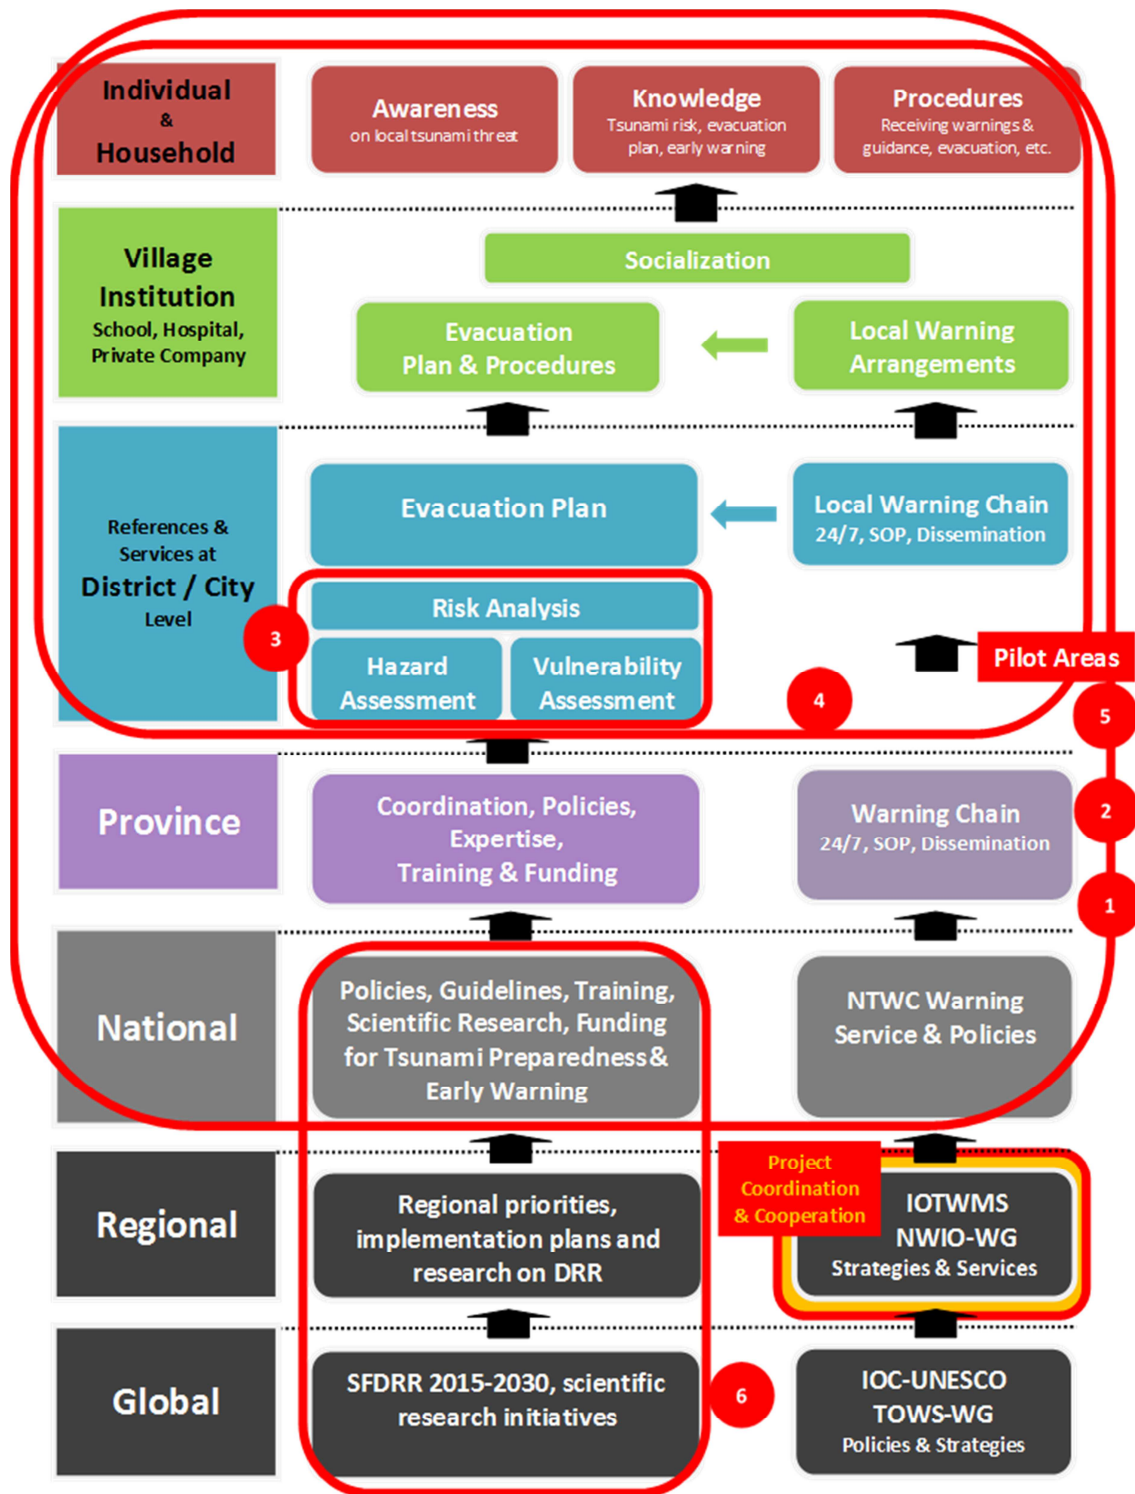 Individual
&
Household
Awareness
on local tsunami threat
Knowledge
Tsunami risk, evacuation
plan, early warning
Procedures
Receiving warnings &
guidance, evacuation, etc.
Village
Institution
School, Hospital,
Private Company
Socialization
Evacuation
Plan & Procedures
Local Warning
Arrangements
References &
Services at
District / City
Level
Evacuation Plan
Local Warning Chain
24/7, SOP, Dissemination
Risk Analysis
3
Hazard
Assessment
Vulnerability
Assessment
Pilot Areas
4
5
Province
Coordination, Policies,
Expertise,
Training & Funding
Warning Chain
24/7, SOP, Dissemination
2
1
National
Policies, Guidelines, Training,
Scientific Research, Funding
for Tsunami Preparedness &
Early Warning
NTWC Warning
Service & Policies
Regional
Regional priorities,
implementation plans and
research on DRR
Project
Coordination
& Cooperation
IOTWMS
NWIO-WG
Strategies & Services
Global
SFDRR 2015-2030, scientific
research initiatives
6
IOC-UNESCO
TOWS-WG
Policies & Strategies